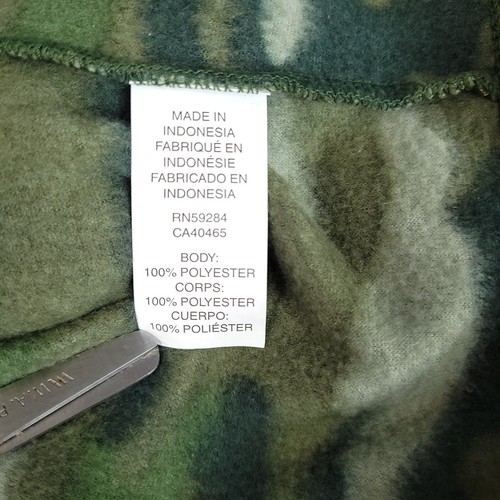 MADE IN
INDONESIA
FABRIQUÉ EN
INDONÉSIE
FABRICADO EN
INDONESIA
RN59284
CA40465
BODY:
100% POLYESTER
CORPS:
100% POLYESTER
CUERPO:
100% POLIÉSTER